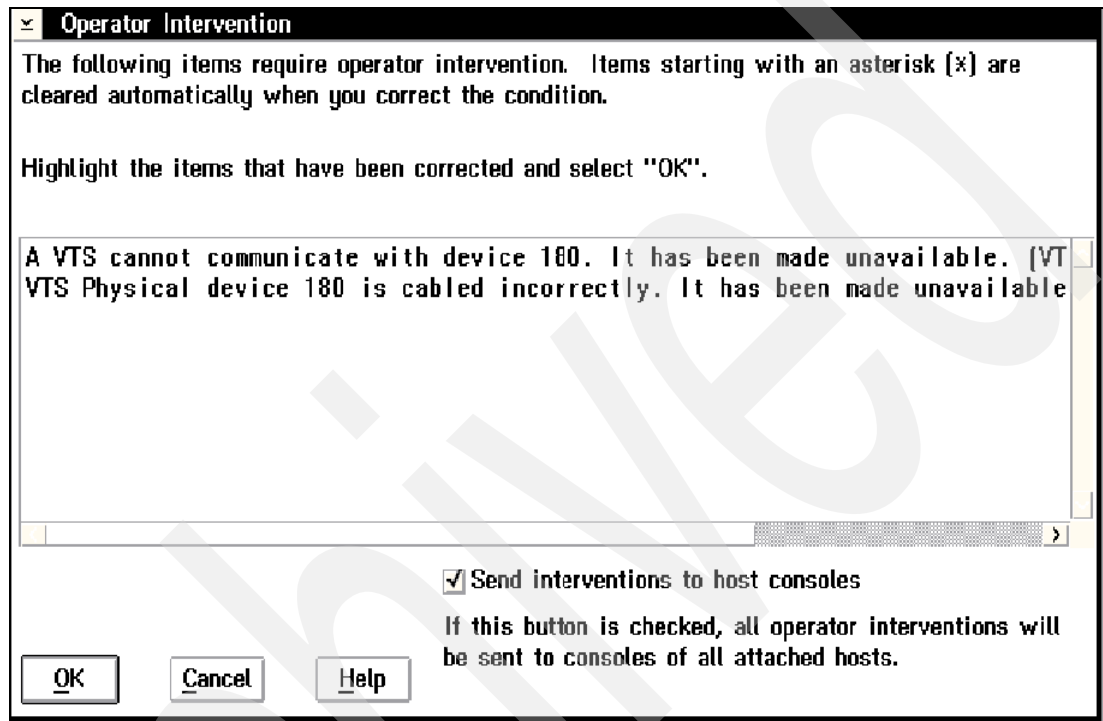 Operator Intervention
The following items require operator intervention. Items starting with an asterisk (*) are
cleared automatically when you correct the condition.
Highlight the items that have been corrected and select "OK".
A VTS cannot communicate with device 180. It has been made unavailable. (VT
VTS Physical device 180 is cabled incorrectly. It has been made unavailable
Send interventions to host consoles
If this button is checked, all operator interventions will
be sent to consoles of all attached hosts.
OK Cancel Help
hived